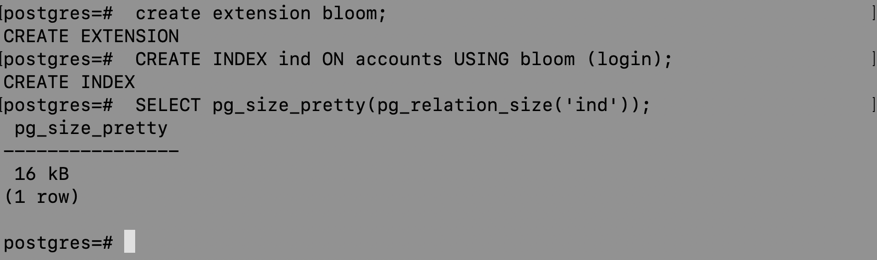 [postgres=#  create extension bloom;                                    ]
CREATE EXTENSION
[postgres=#  CREATE INDEX ind ON accounts USING bloom (login);          ]
CREATE INDEX
[postgres=#  SELECT pg_size_pretty(pg_relation_size('ind'));            ]
 pg_size_pretty
----------------
 16 kB
(1 row)

postgres=#